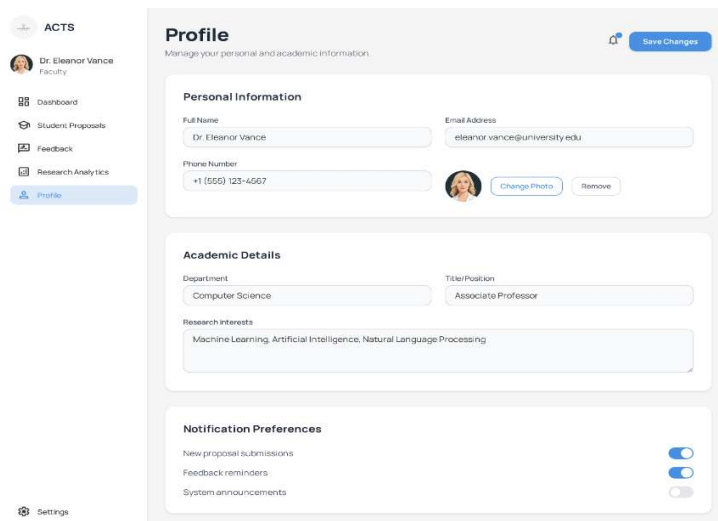 ACTS
Dr. Eleanor Vance
Faculty
Dashboard
Student Proposals
Feedback
Research Analytics
Profile
Settings
Profile
Manage your personal and academic information.
Save Changes
Personal Information
Full Name
Email Address
Dr. Eleanor Vance
eleanor.vance@university.edu
Phone Number
+1 (555) 123-4567
Change Photo
Remove
Academic Details
Department
Title/Position
Computer Science
Associate Professor
Research Interests
Machine Learning, Artificial Intelligence, Natural Language Processing
Notification Preferences
New proposal submissions
Feedback reminders
System announcements